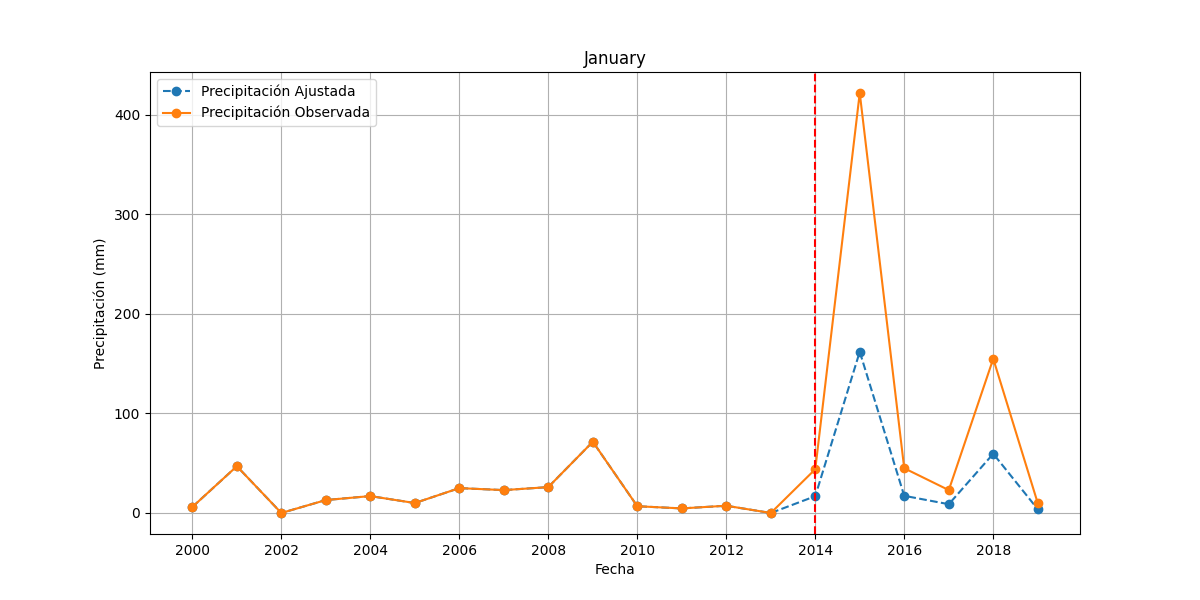 January
Precipitación Ajustada
Precipitación Observada
Precipitación (mm)
400
300
200
100
0
2000 2002 2004 2006 2008 2010 2012 2014 2016 2018
Fecha